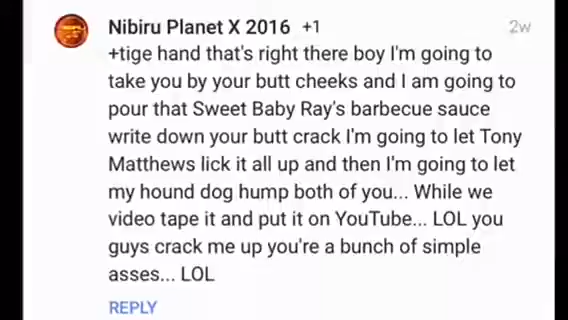 Nibiru Planet X 2016 +1 2w
+tige hand that's right there boy I'm going to
take you by your butt cheeks and I am going to
pour that Sweet Baby Ray's barbecue sauce
write down your butt crack I'm going to let Tony
Matthews lick it all up and then I'm going to let
my hound dog hump both of you... While we
video tape it and put it on YouTube... LOL you
guys crack me up you're a bunch of simple
asses... LOL
REPLY